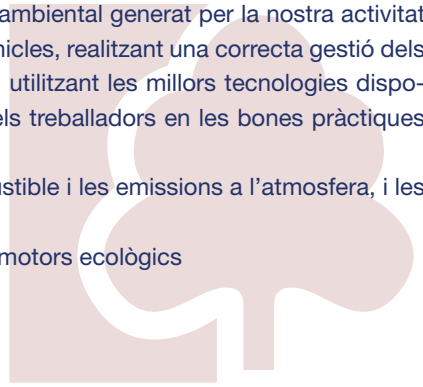 ambiental generat per la nostra activitat
nicles, realitzant una correcta gestió dels
utilitzant les millors tecnologies dispo-
els treballadors en les bones pràctiques
ustible i les emissions a l’atmosfera, i les
motors ecològics